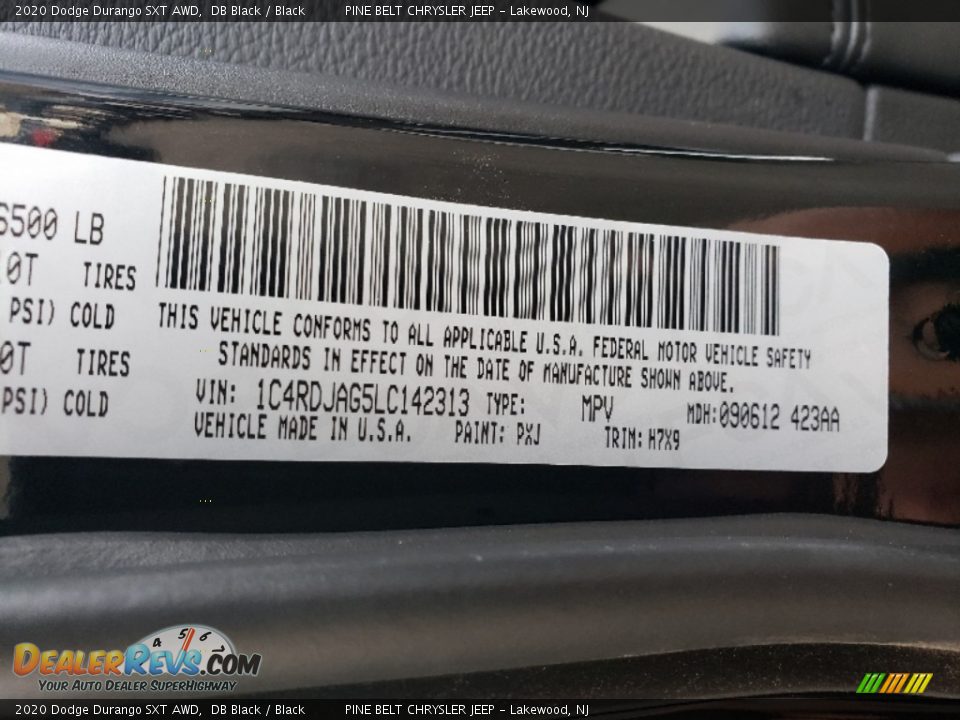 2020 Dodge Durango SXT AWD, DB Black / Black PINE BELT CHRYSLER JEEP - Lakewood, NJ
6500 LB
TIRES
PSI) COLD
TIRES
PSI) COLD
THIS VEHICLE CONFORMS TO ALL APPLICABLE U.S.A. FEDERAL MOTOR VEHICLE SAFETY
STANDARDS IN EFFECT ON THE DATE OF MANUFACTURE SHOWN ABOVE.
VIN: 1C4RDJAG5LC142313 TYPE: MPV MDH:090612 423AA
VEHICLE MADE IN U.S.A. PAINT: PXJ TRIM: H7X9
4 5 6
DEALERREVS.COM
YOUR AUTO DEALER SUPERHIGHWAY
2020 Dodge Durango SXT AWD, DB Black / Black PINE BELT CHRYSLER JEEP - Lakewood, NJ